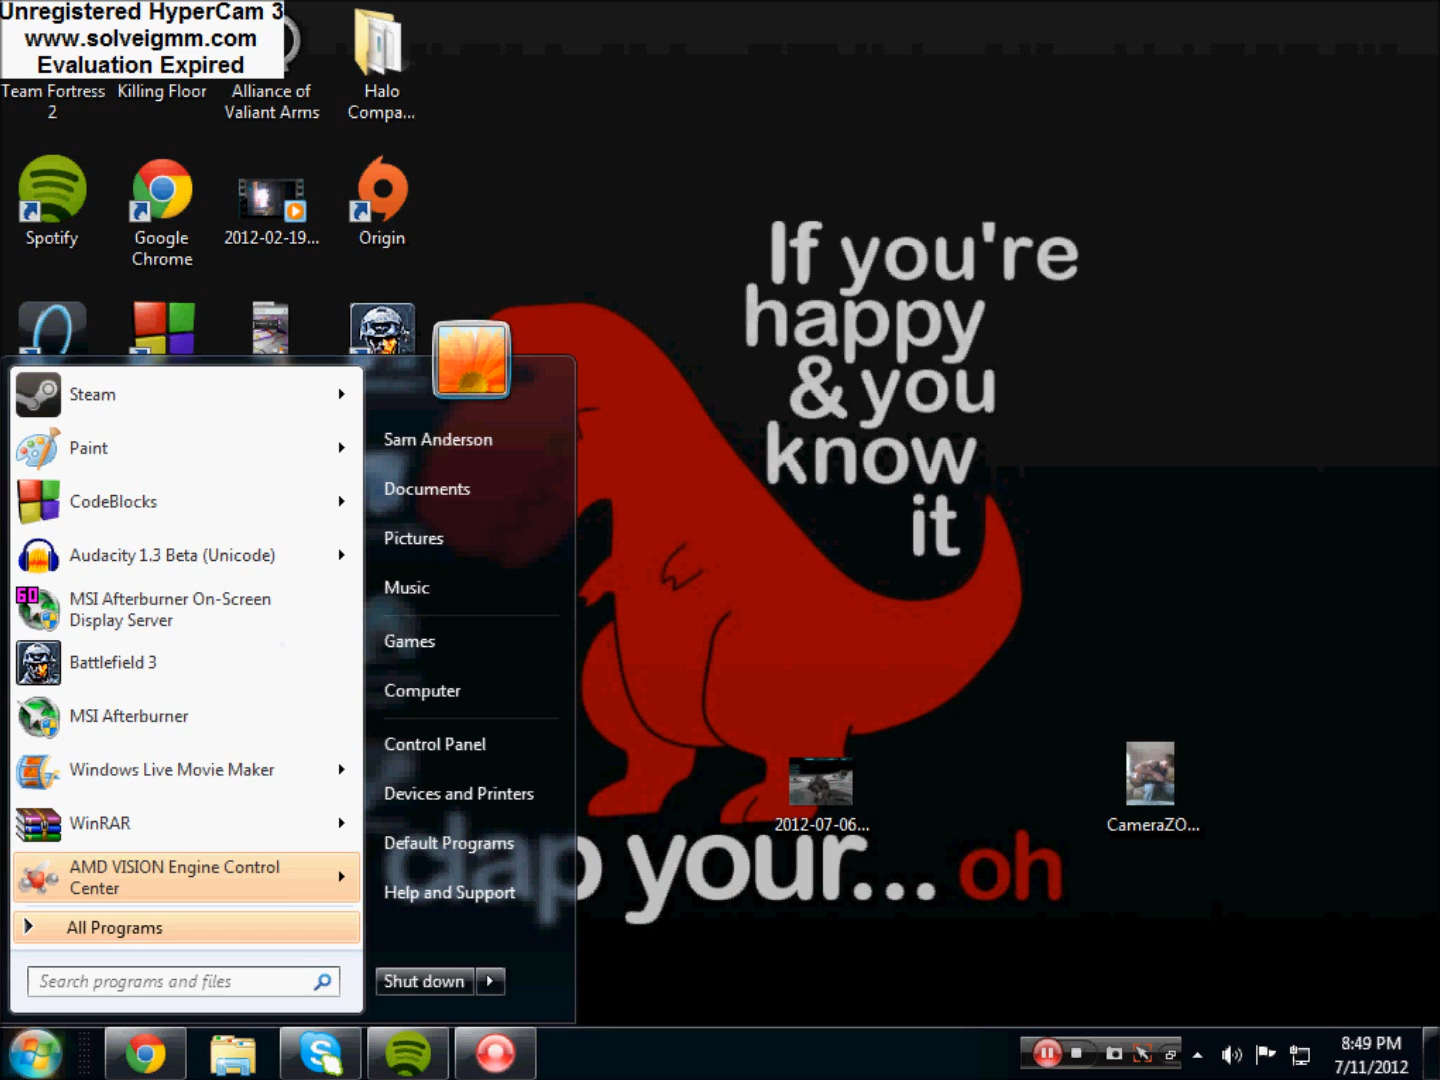 Unregistered HyperCam 3
www.solveigmm.com
Evaluation Expired
Team Fortress 2
Killing Floor
Alliance of Valiant Arms
Halo Compa...
Spotify
Google Chrome
2012-02-19...
Origin
If you're
happy
& you
know
it
clap your... oh
Steam
Paint
CodeBlocks
Audacity 1.3 Beta (Unicode)
60
MSI Afterburner On-Screen
Display Server
Battlefield 3
MSI Afterburner
Windows Live Movie Maker
WinRAR
AMD VISION Engine Control
Center
All Programs
Search programs and files
Sam Anderson
Documents
Pictures
Music
Games
Computer
Control Panel
Devices and Printers
Default Programs
Help and Support
Shut down
2012-07-06...
CameraZO...
8:49 PM
7/11/2012